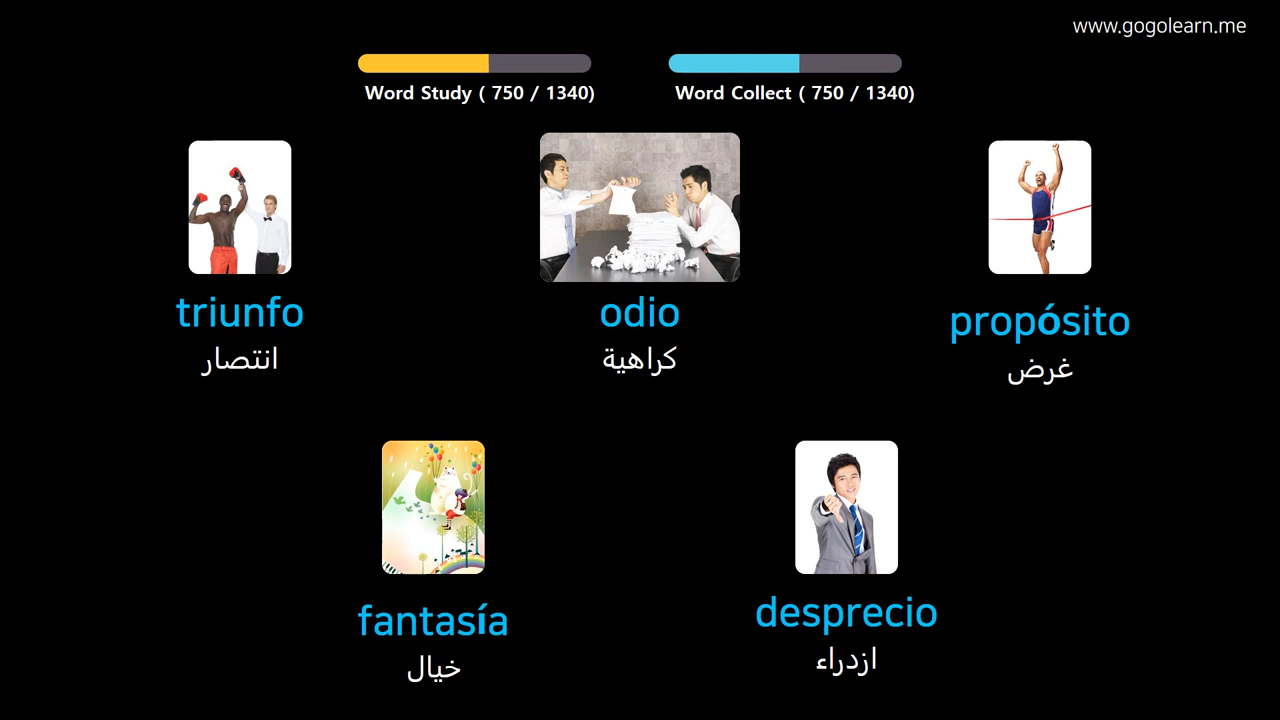 www.gogolearn.me
Word Study ( 750 / 1340)
Word Collect ( 750 / 1340)
triunfo
انتصار
odio
كراهية
propósito
غرض
fantasía
خيال
desprecio
ازدراء